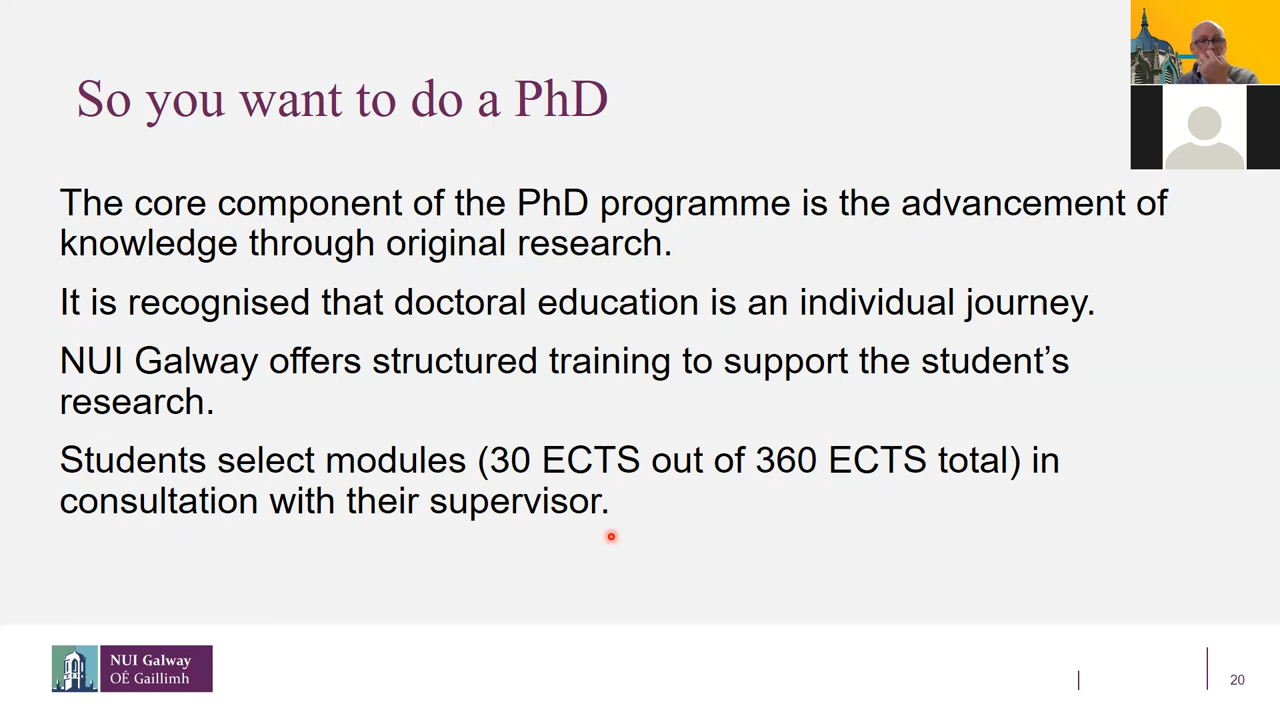 So you want to do a PhD
The core component of the PhD programme is the advancement of
knowledge through original research.
It is recognised that doctoral education is an individual journey.
NUI Galway offers structured training to support the student’s
research.
Students select modules (30 ECTS out of 360 ECTS total) in
consultation with their supervisor.
NUI Galway
OÉ Gaillimh
20